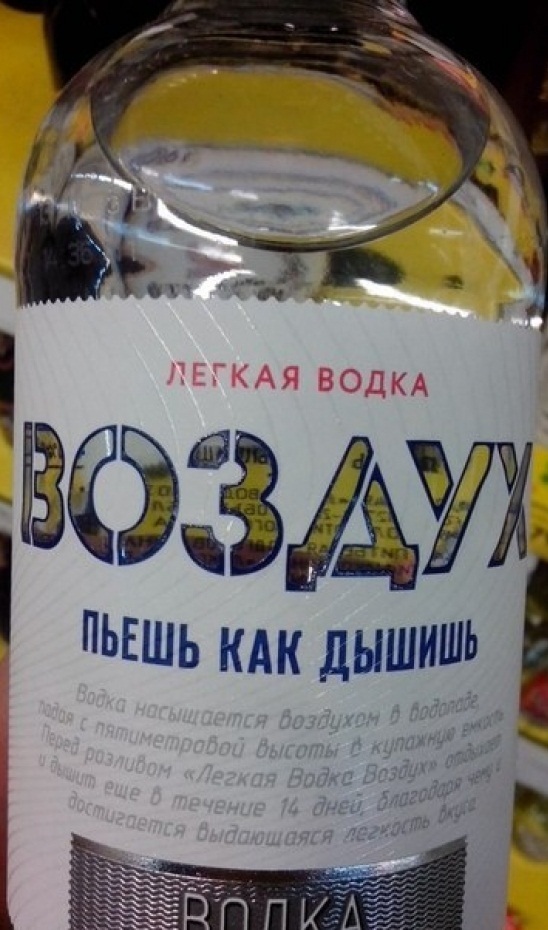 ЛЕГКАЯ ВОДКА
ВОЗДУХ
ПЬЕШЬ КАК ДЫШИШЬ
Водка насыщается воздухом в водопаде,
падая с пятиметровой высоты в купажную емкость
Перед розливом «Легкая Водка Воздух» отдыхает
и дышит еще в течение 14 дней, благодаря чему и
достигается выдающаяся легкость вкуса.
ВОДКА